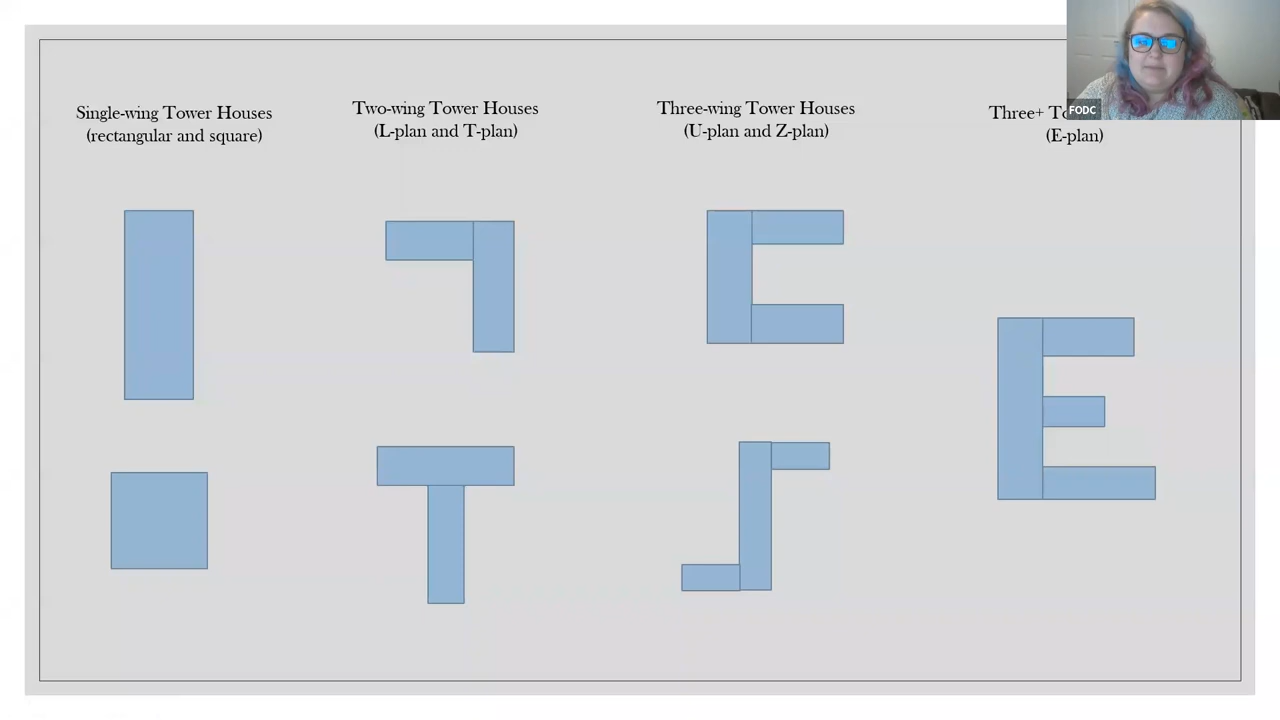 Single-wing Tower Houses
(rectangular and square)
Two-wing Tower Houses
(L-plan and T-plan)
Three-wing Tower Houses
(U-plan and Z-plan)
Three+
(E-plan)
FODC